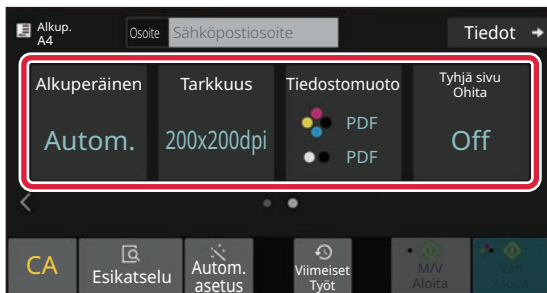 Alkup.
A4
Osoite
Sähköpostiosoite
Tiedot
Alkuperäinen
Autom.
Tarkkuus
200x200dpi
Tiedostomuoto
PDF
PDF
Tyhjä sivu
Ohita
Off
CA
Esikatselu
Autom.
asetus
Viimeiset
Työt
M/V
Aloita
Väri
Aloita